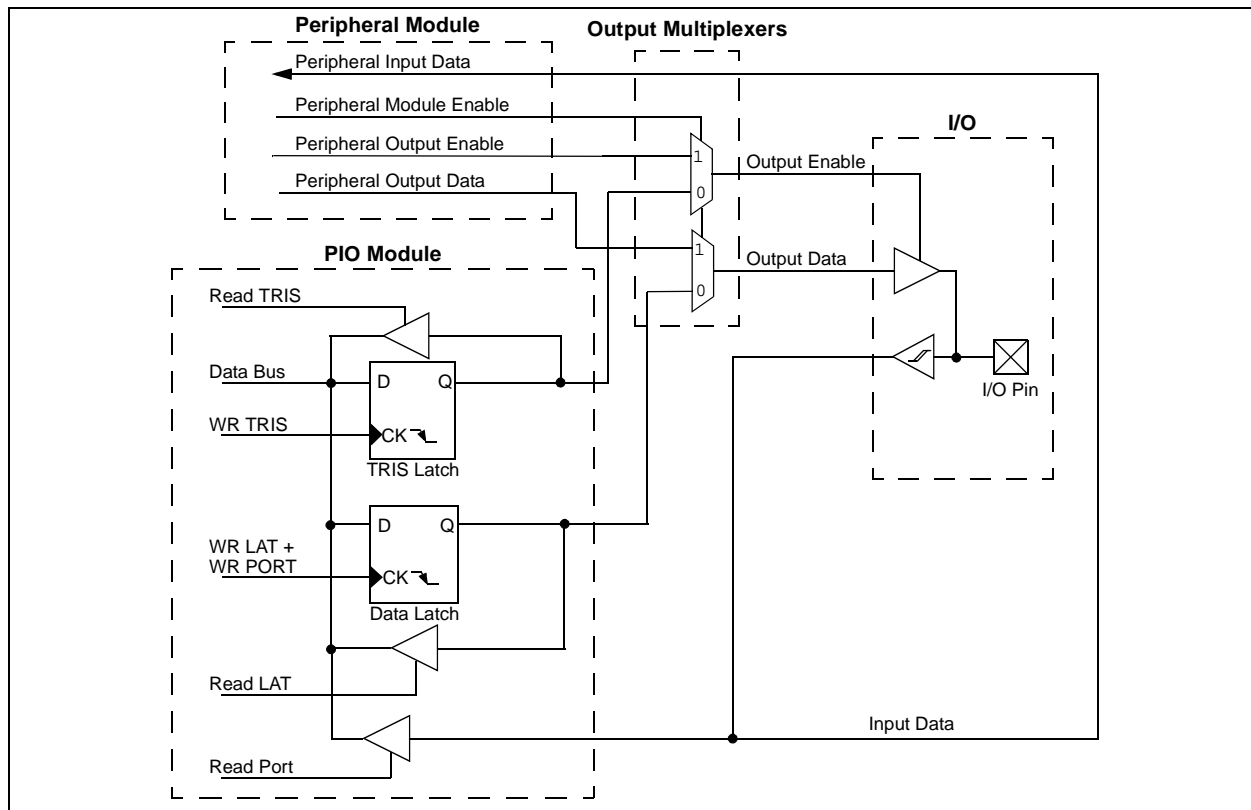 Peripheral Module
Output Multiplexers
Peripheral Input Data
Peripheral Module Enable
I/O
Peripheral Output Enable
1
Output Enable
Peripheral Output Data
0
PIO Module
1
Output Data
0
Read TRIS
Data Bus
D
Q
I/O Pin
WR TRIS
CK
TRIS Latch
D
Q
WR LAT +
WR PORT
CK
Data Latch
Read LAT
Input Data
Read Port